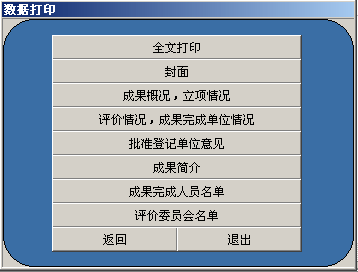 数据打印
全文打印
封面
成果概况，立项情况
评价情况，成果完成单位情况
批准登记单位意见
成果简介
成果完成人员名单
评价委员会名单
返回 退出